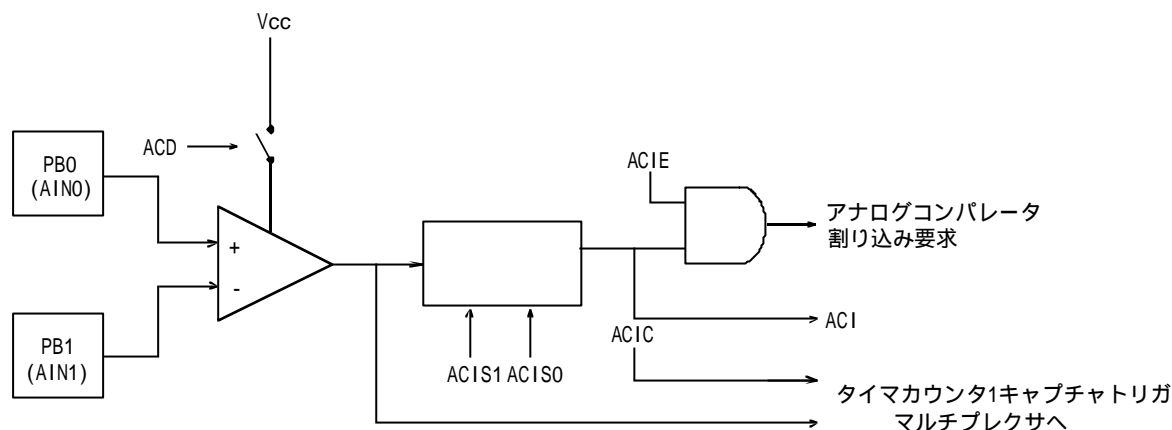 Vcc
ACD
PB0
(AIN0)
+
-
PB1
(AIN1)
ACIE
アナログコンパレータ
割り込み要求
ACI
ACIC
ACIS1 ACIS0
タイマカウンタ1キャプチャトリガ
マルチプレクサへ